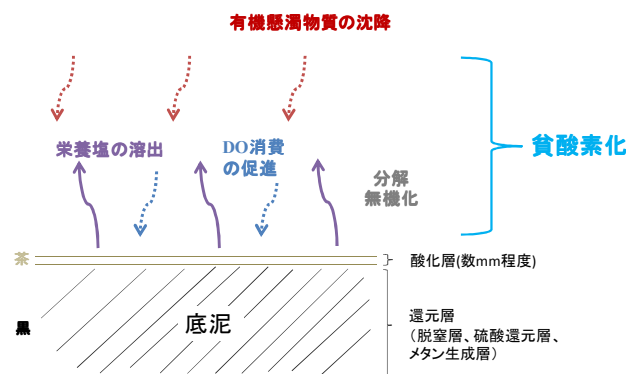 有機懸濁物質の沈降
栄養塩の溶出
DO消費
の促進
分解
無機化
貧酸素化
茶
酸化層(数mm程度)
黒
底泥
還元層
（脱窒層、硫酸還元層、
メタン生成層）